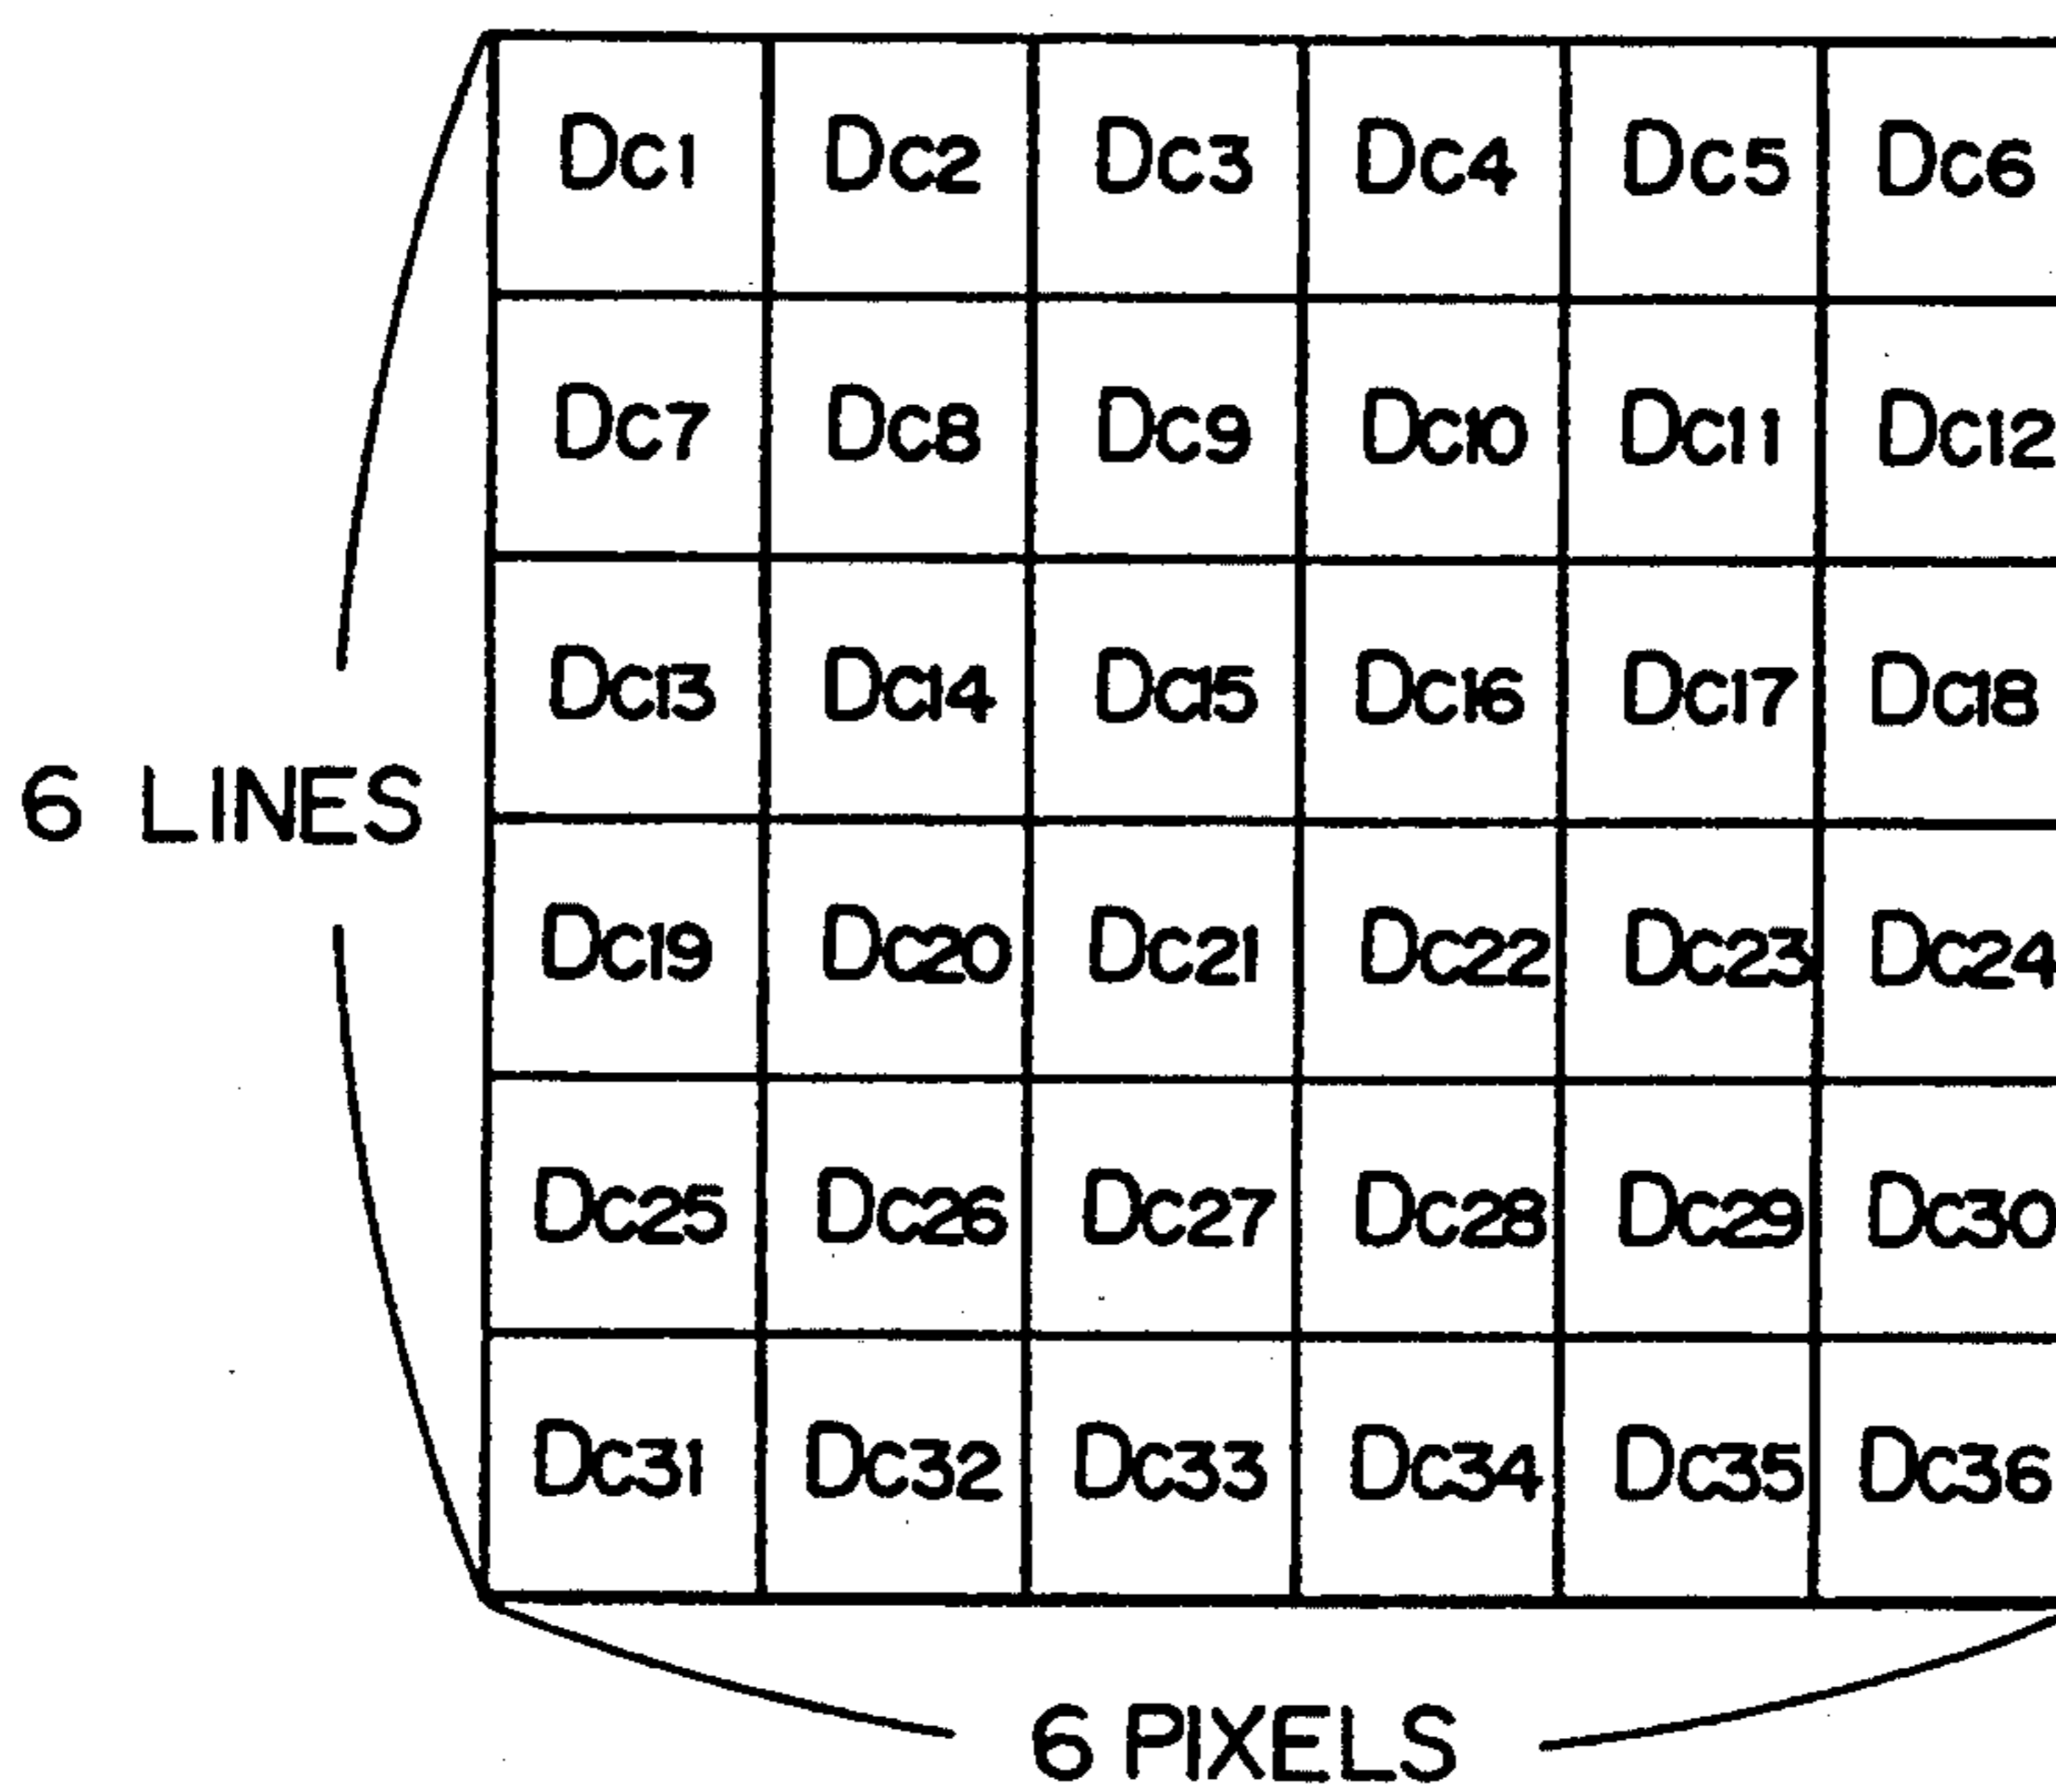 DC1 DC2 DC3 DC4 DC5 DC6
DC7 DC8 DC9 DC10 DC11 DC12
DC13 DC14 DC15 DC16 DC17 DC18
6 LINES
DC19 DC20 DC21 DC22 DC23 DC24
DC25 DC26 DC27 DC28 DC29 DC30
DC31 DC32 DC33 DC34 DC35 DC36
6 PIXELS